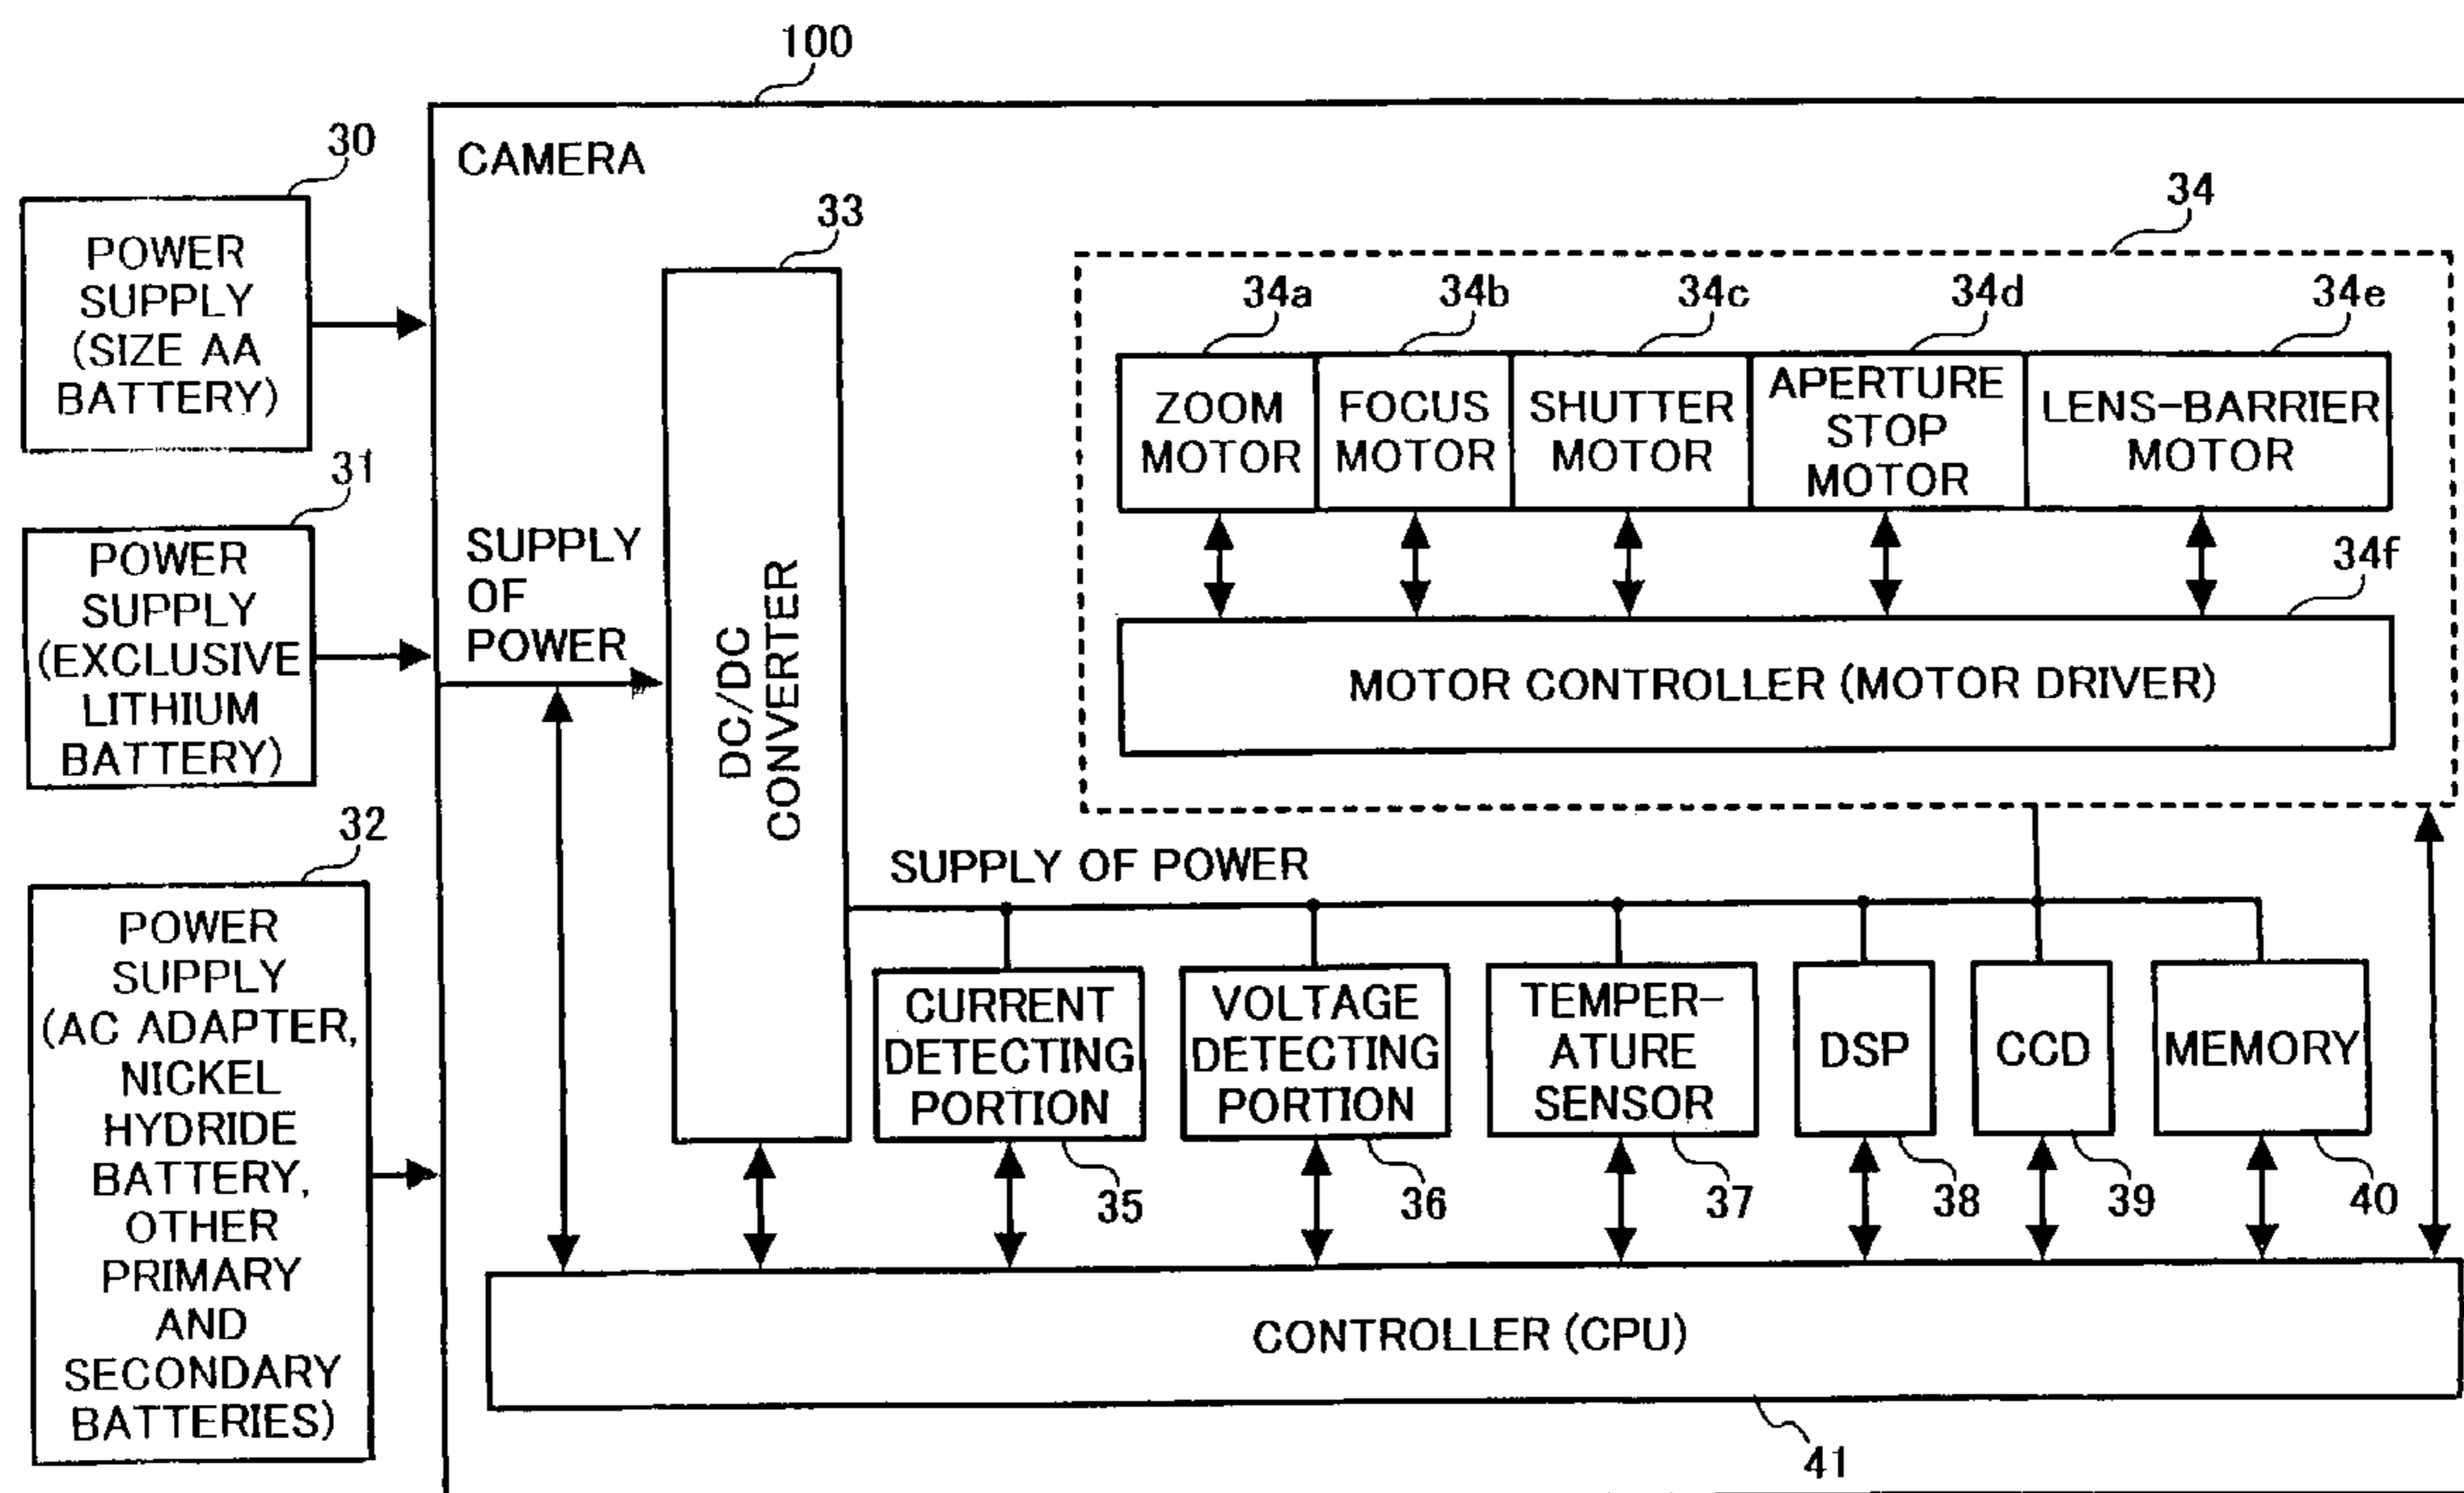 100
CAMERA
30
POWER
SUPPLY
(SIZE AA
BATTERY)
31
POWER
SUPPLY
(EXCLUSIVE
LITHIUM
BATTERY)
32
POWER
SUPPLY
(AC ADAPTER,
NICKEL
HYDRIDE
BATTERY,
OTHER
PRIMARY
AND
SECONDARY
BATTERIES)
SUPPLY
OF
POWER
33
DC/DC
CONVERTER
34
34a
34b
34c
34d
34e
ZOOM
MOTOR
FOCUS
MOTOR
SHUTTER
MOTOR
APERTURE
STOP
MOTOR
LENS-BARRIER
MOTOR
34f
MOTOR CONTROLLER (MOTOR DRIVER)
SUPPLY OF POWER
CURRENT
DETECTING
PORTION
35
VOLTAGE
DETECTING
PORTION
36
TEMPER-
ATURE
SENSOR
37
DSP
38
CCD
39
MEMORY
40
CONTROLLER (CPU)
41